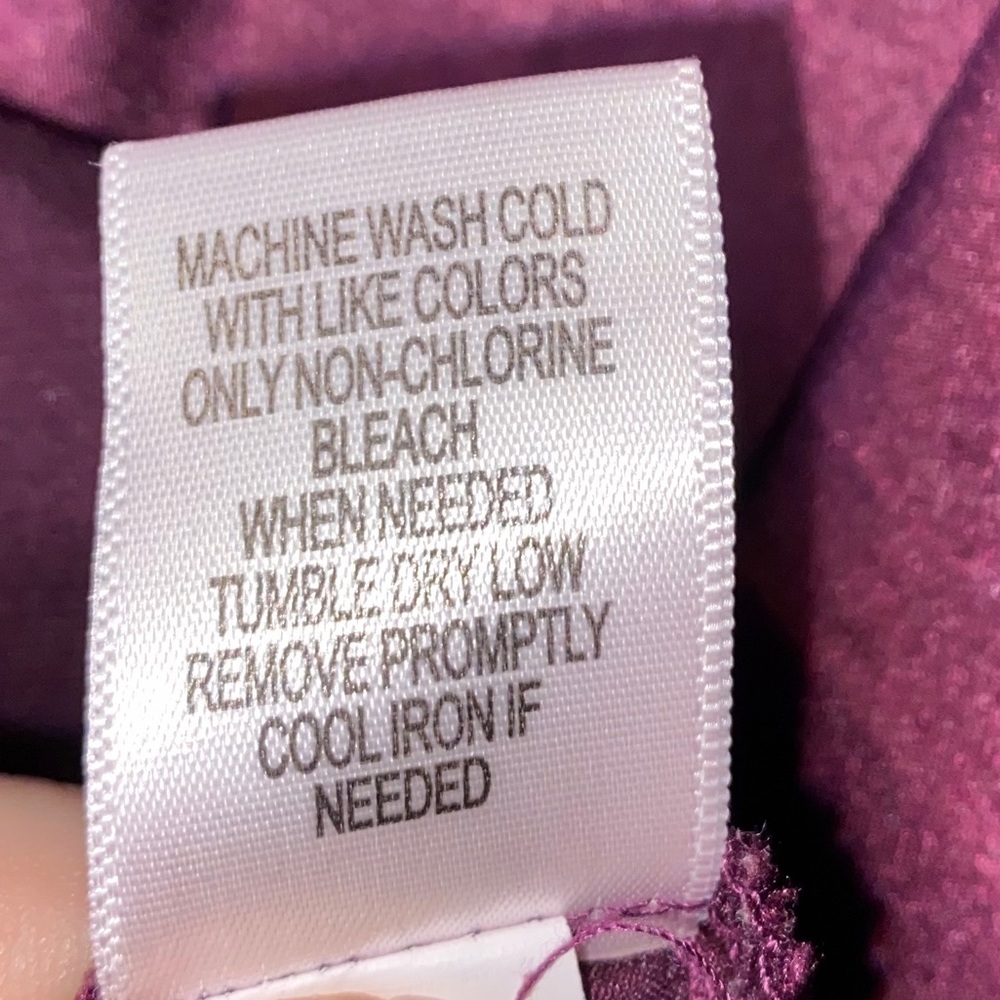 MACHINE WASH COLD
WITH LIKE COLORS
ONLY NON-CHLORINE
BLEACH
WHEN NEEDED
TUMBLE DRY LOW
REMOVE PROMPTLY
COOL IRON IF
NEEDED